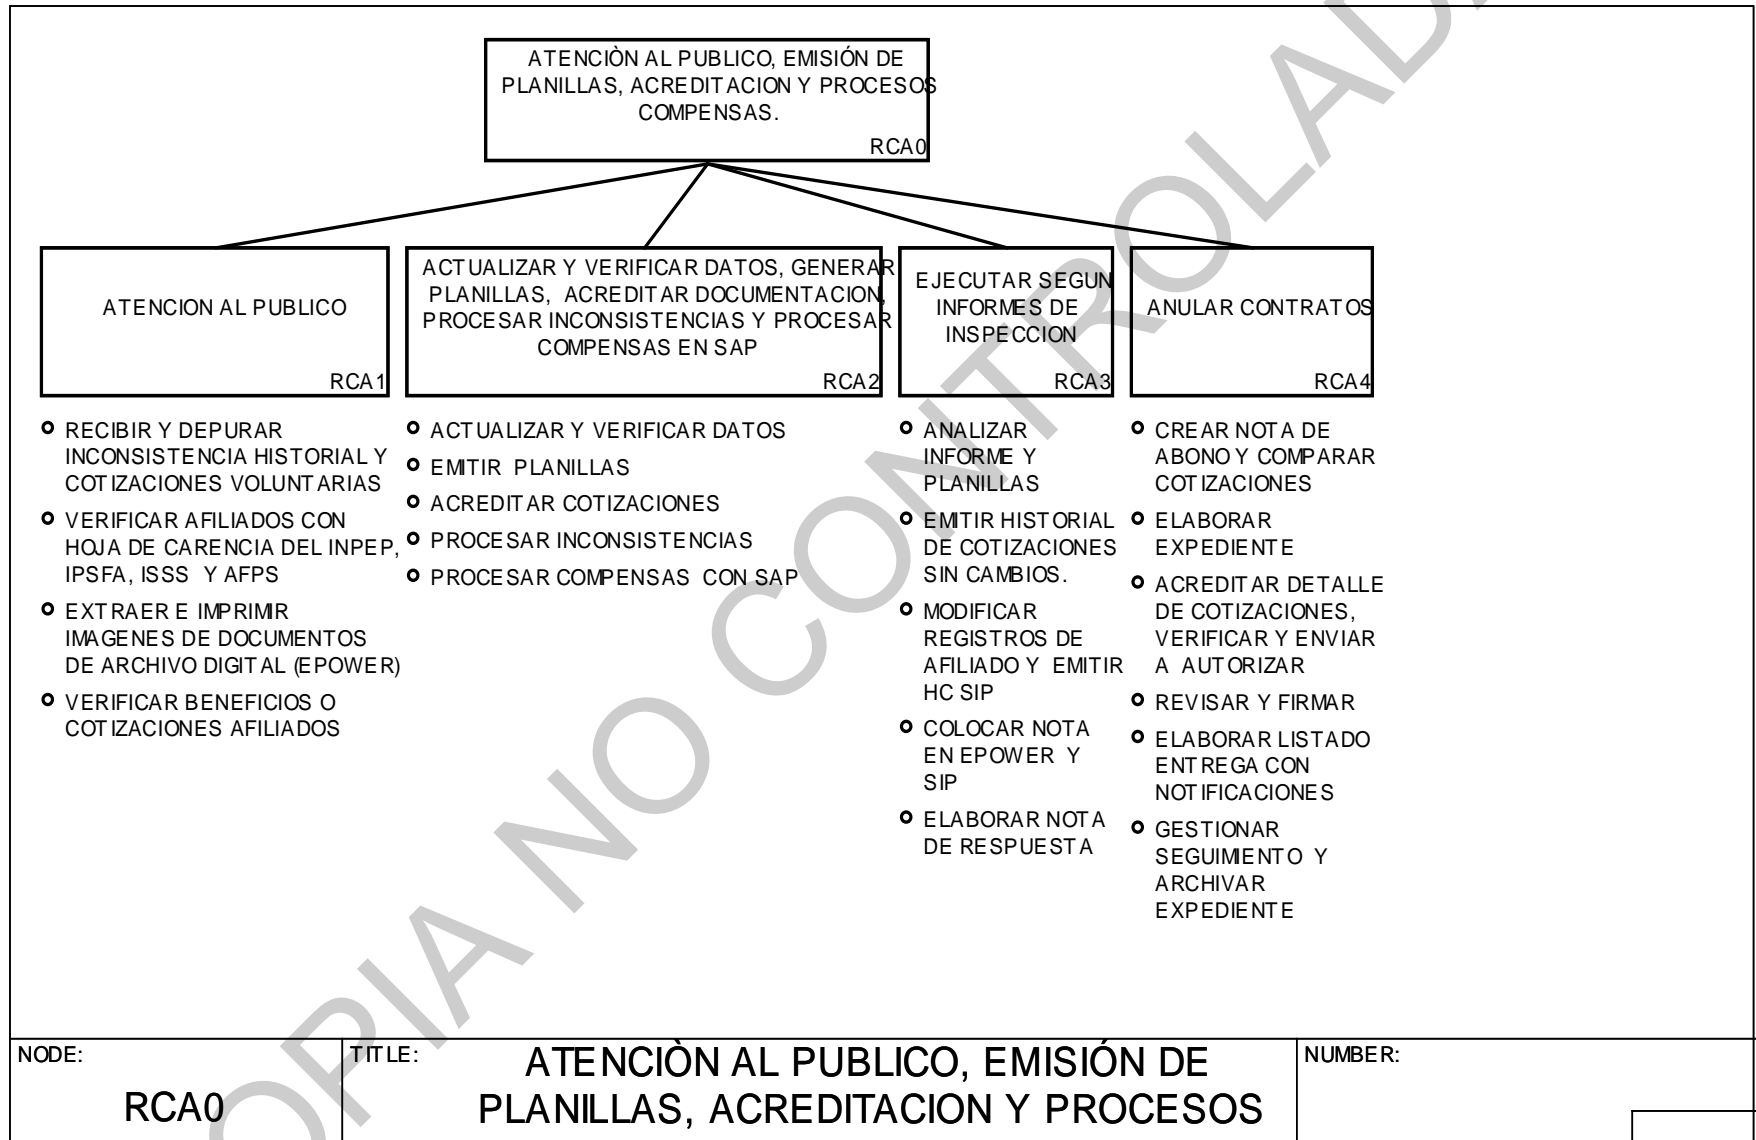 ATENCIÒN AL PUBLICO, EMISIÓN DE
PLANILLAS, ACREDITACION Y PROCESOS
COMPENSAS.
RCA0
ATENCION AL PUBLICO
RCA1
ACTUALIZAR Y VERIFICAR DATOS, GENERAR
PLANILLAS, ACREDITAR DOCUMENTACION,
PROCESAR INCONSISTENCIAS Y PROCESAR
COMPENSAS EN SAP
RCA2
EJECUTAR SEGUN
INFORMES DE
INSPECCION
RCA3
ANULAR CONTRATOS
RCA4
RECIBIR Y DEPURAR
INCONSISTENCIA HISTORIAL Y
COTIZACIONES VOLUNTARIAS
VERIFICAR AFILIADOS CON
HOJA DE CARENCIA DEL INPEP,
IPSFA, ISSS Y AFPS
EXTRAER E IMPRIMIR
IMAGENES DE DOCUMENTOS
DE ARCHIVO DIGITAL (EPOWER)
VERIFICAR BENEFICIOS O
COTIZACIONES AFILIADOS
ACTUALIZAR Y VERIFICAR DATOS
EMITIR PLANILLAS
ACREDITAR COTIZACIONES
PROCESAR INCONSISTENCIAS
PROCESAR COMPENSAS CON SAP
ANALIZAR
INFORME Y
PLANILLAS
EMITIR HISTORIAL
DE COTIZACIONES
SIN CAMBIOS.
MODIFICAR
REGISTROS DE
AFILIADO Y EMITIR
HC SIP
COLOCAR NOTA
EN EPOWER Y
SIP
ELABORAR NOTA
DE RESPUESTA
CREAR NOTA DE
ABONO Y COMPARAR
COTIZACIONES
ELABORAR
EXPEDIENTE
ACREDITAR DETALLE
DE COTIZACIONES,
VERIFICAR Y ENVIAR
A AUTORIZAR
REVISAR Y FIRMAR
ELABORAR LISTADO
ENTREGA CON
NOTIFICACIONES
GESTIONAR
SEGUIMIENTO Y
ARCHIVAR
EXPEDIENTE
OPIA NO CONTROLADA
NODE:
RCA0
TITLE:
ATENCIÒN AL PUBLICO, EMISIÓN DE
PLANILLAS, ACREDITACION Y PROCESOS
NUMBER: